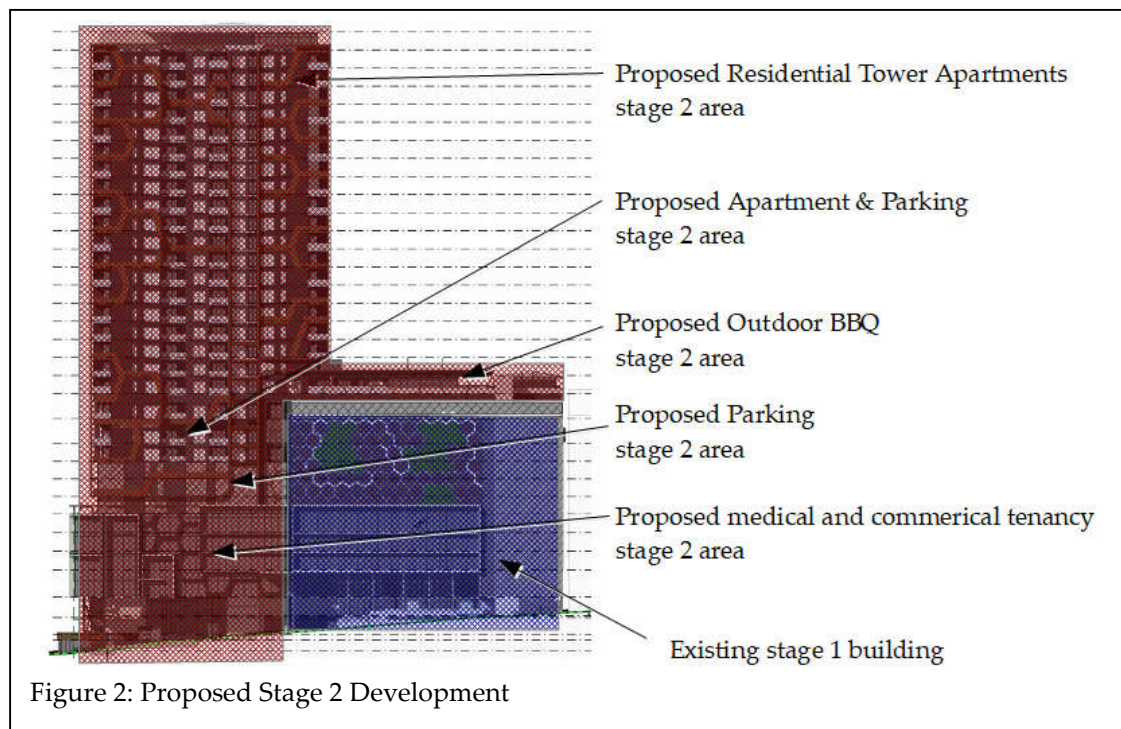 Proposed Residential Tower Apartments
stage 2 area
Proposed Apartment & Parking
stage 2 area
Proposed Outdoor BBQ
stage 2 area
Proposed Parking
stage 2 area
Proposed medical and commerical tenancy
stage 2 area
Existing stage 1 building
Figure 2: Proposed Stage 2 Development